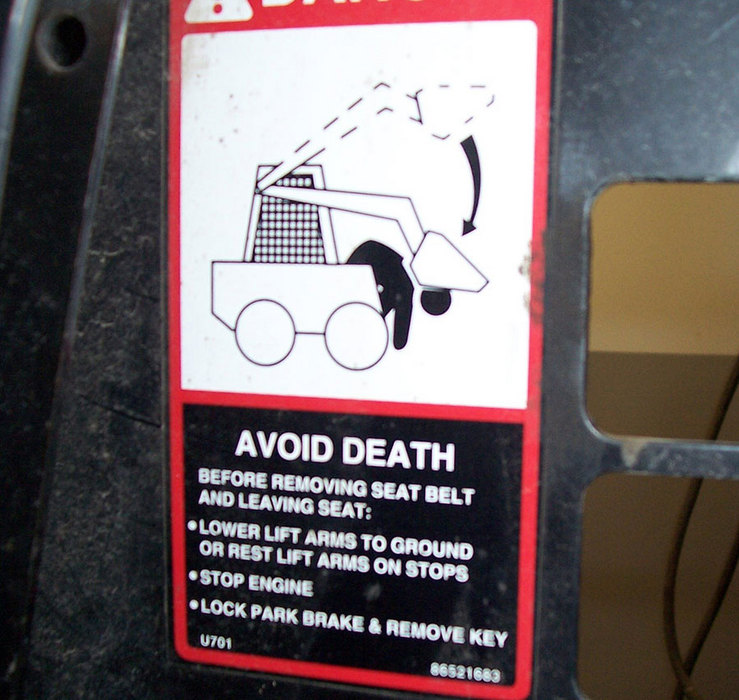 AVOID DEATH
BEFORE REMOVING SEAT BELT
AND LEAVING SEAT:
•LOWER LIFT ARMS TO GROUND
OR REST LIFT ARMS ON STOPS
•STOP ENGINE
•LOCK PARK BRAKE & REMOVE KEY
U701
86521683